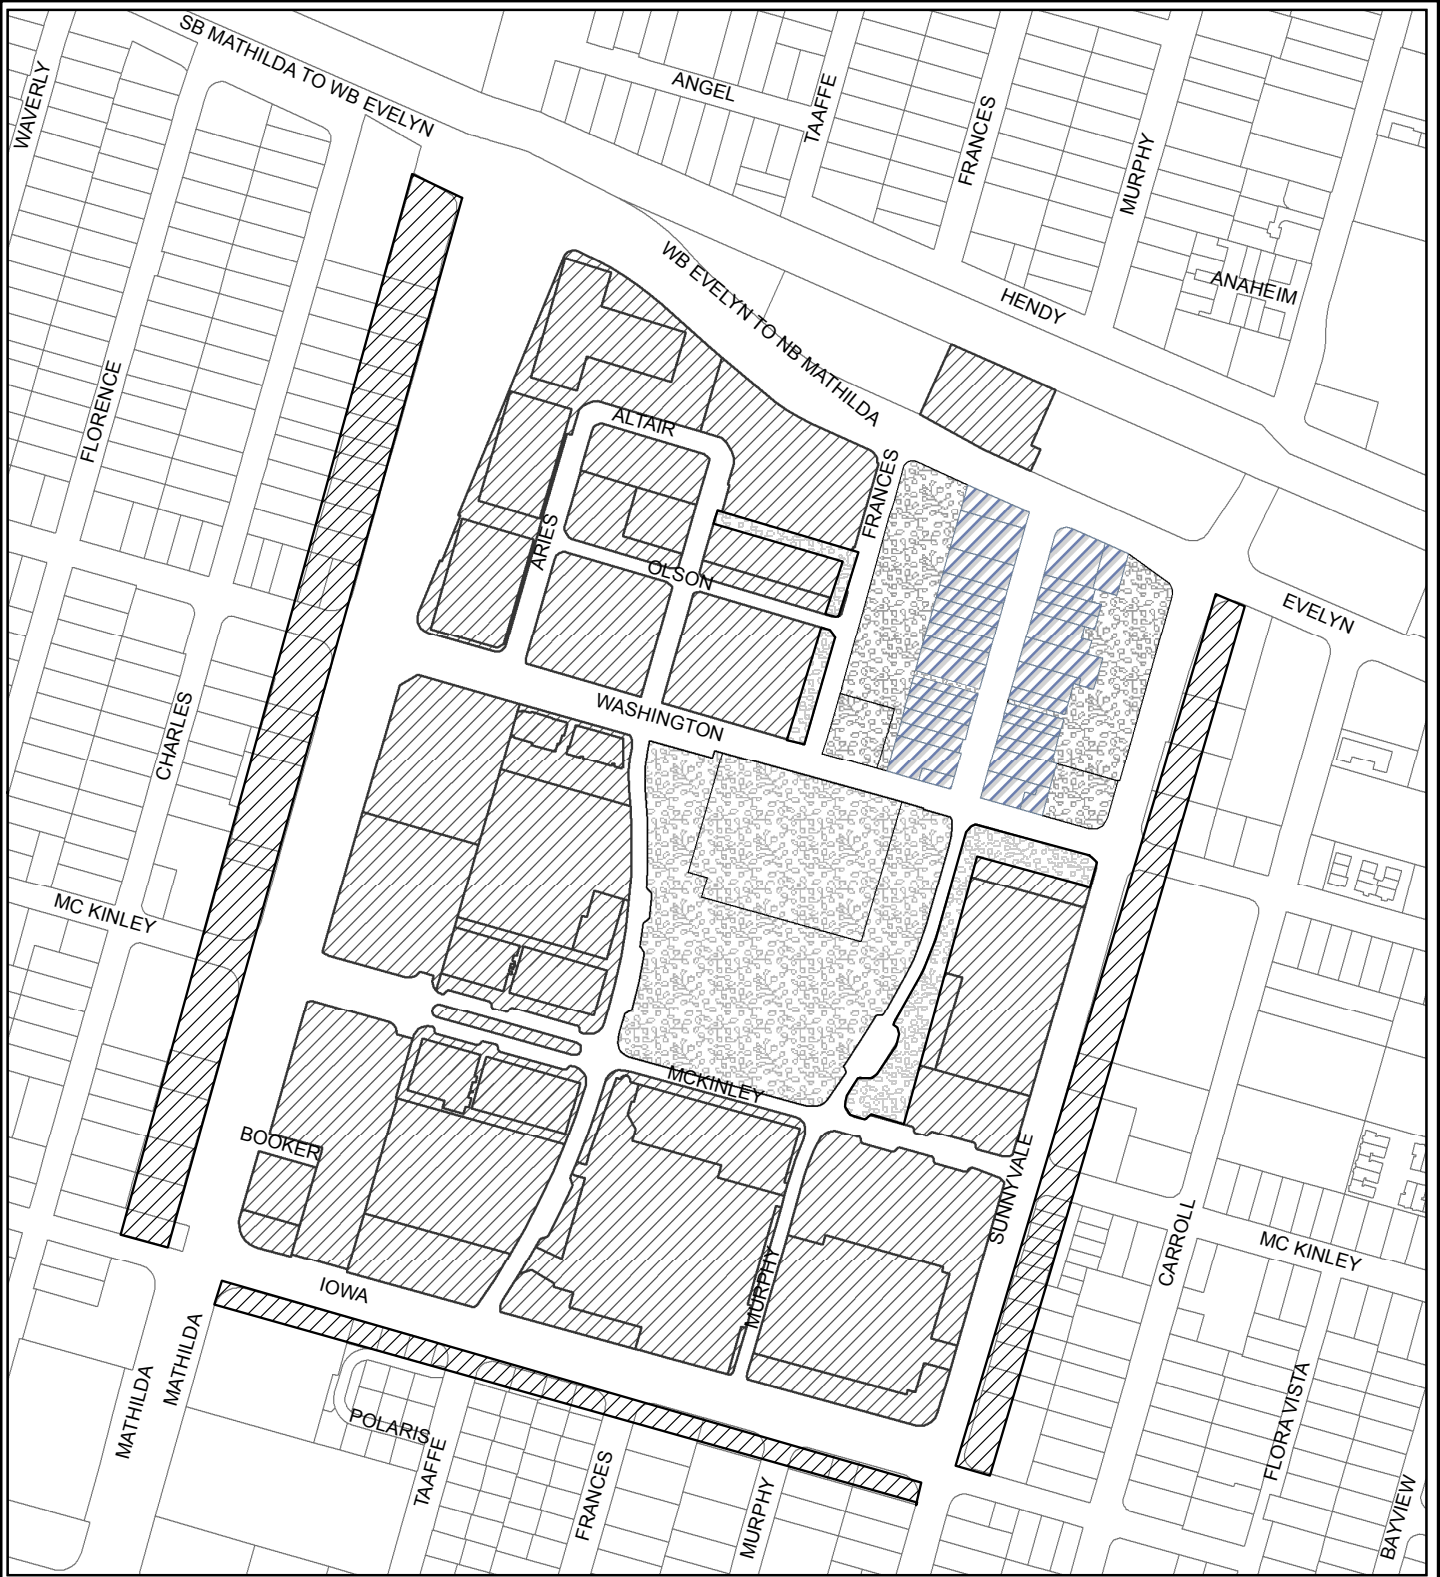 SB MATHILDA TO WB EVELYN
WAVERLY
ANGEL
TAAFFE
FRANCES
MURPHY
ANAHEIM
HENDY
WB EVELYN TO NB MATHILDA
FLORENCE
ALTAIR
FRANCES
ARIES
OLSON
EVELYN
WASHINGTON
CHARLES
MC KINLEY
MCKINLEY
BOOKER
SUNNYVALE
CARROLL
MC KINLEY
IOWA
MURPHY
MATHILDA
MATHILDA
POLARIS
TAAFFE
FRANCES
MURPHY
FLORA VISTA
BAYVIEW